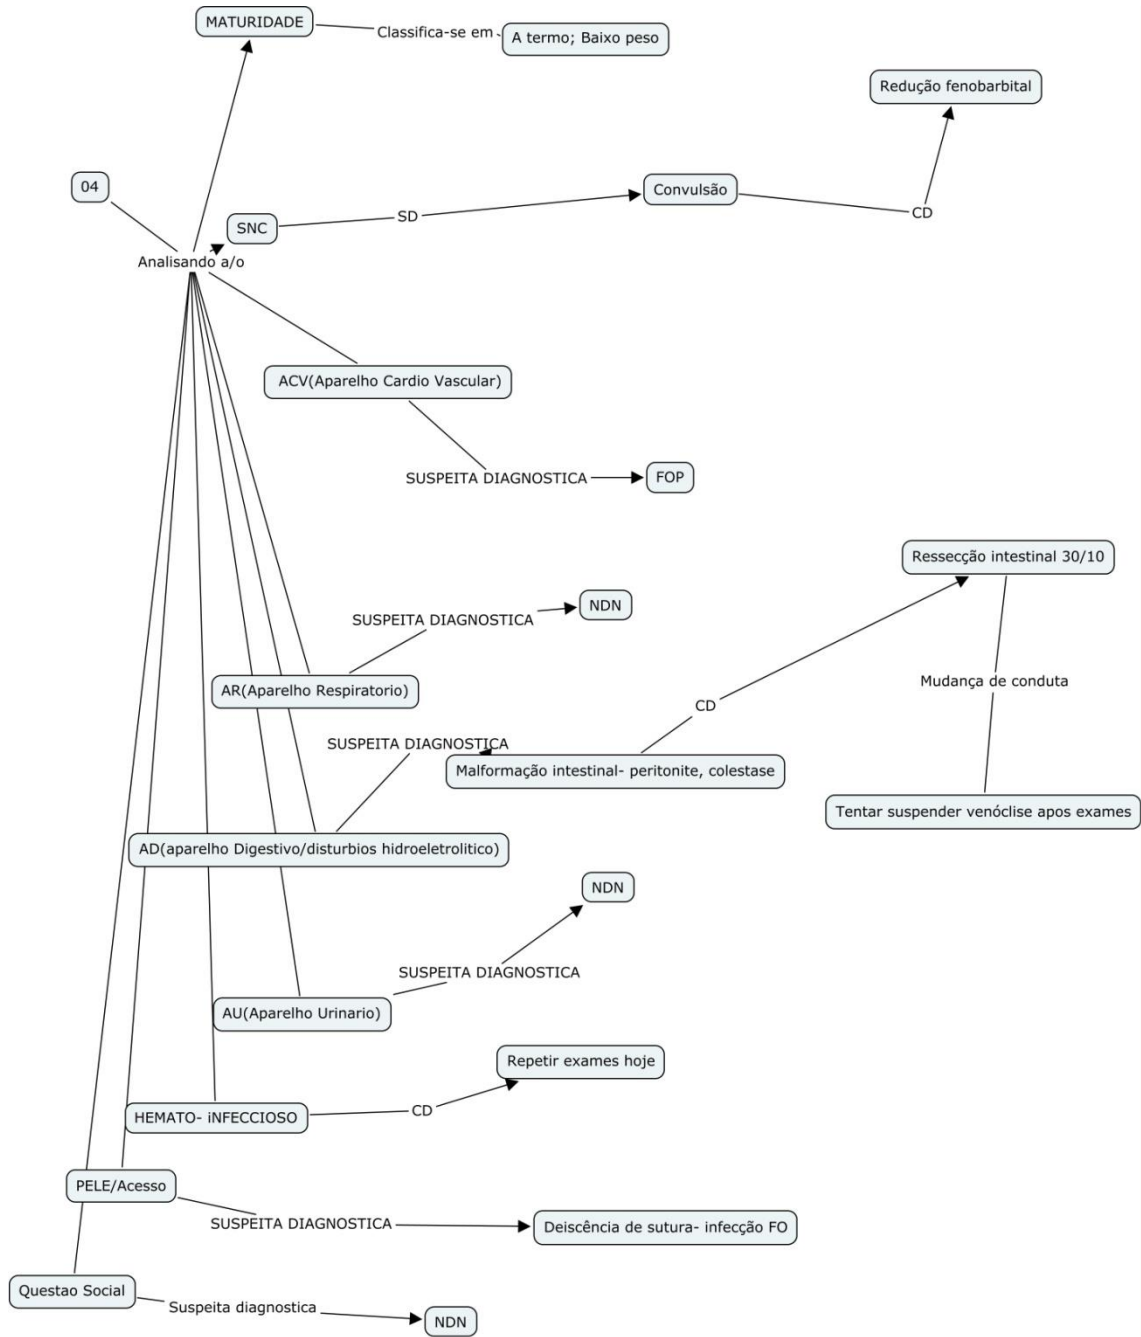 MATURIDADE
Classifica-se em
A termo; Baixo peso
Redução fenobarbital
04
SNC
SD
Convulsão
CD
Analisando a/o
ACV(Aparelho Cardio Vascular)
SUSPEITA DIAGNOSTICA
FOP
Ressecção intestinal 30/10
NDN
SUSPEITA DIAGNOSTICA
AR(Aparelho Respiratorio)
Mudança de conduta
CD
SUSPEITA DIAGNOSTICA
Malformação intestinal- peritonite, colestase
Tentar suspender venóclise apos exames
AD(aparelho Digestivo/disturbios hidroeletrolitico)
NDN
SUSPEITA DIAGNOSTICA
AU(Aparelho Urinario)
Repetir exames hoje
HEMATO- iNFECCIOSO
CD
PELE/Acesso
SUSPEITA DIAGNOSTICA
Deiscência de sutura- infecção FO
Questao Social
Suspeita diagnostica
NDN